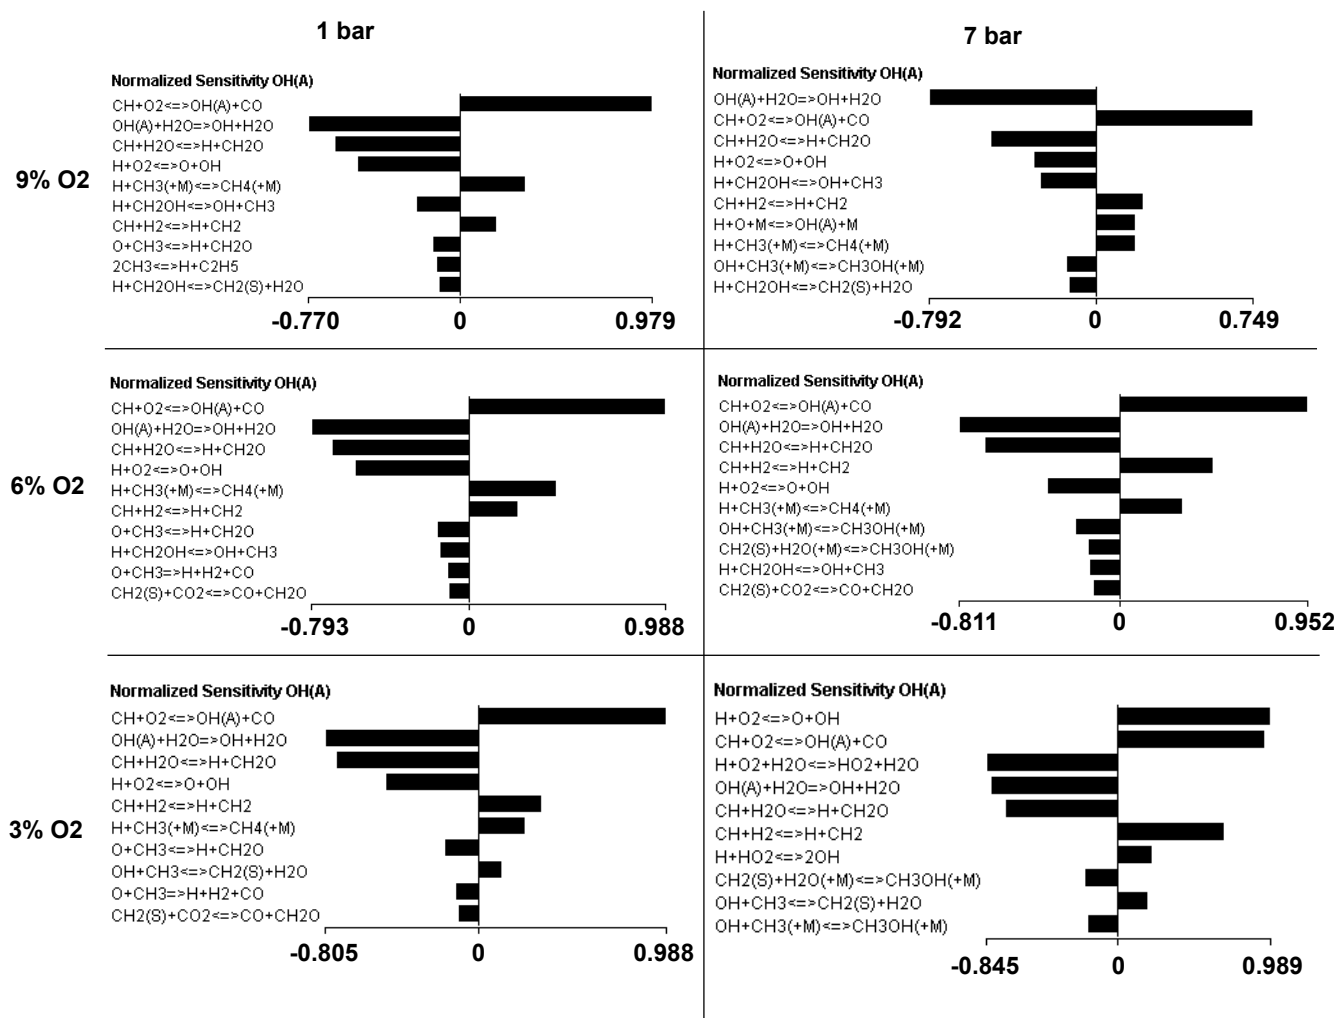 1 bar
7 bar
9% O2
Normalized Sensitivity OH(A)
CH+O2<=>OH(A)+CO
OH(A)+H2O=>OH+H2O
CH+H2O<=>H+CH2O
H+O2<=>O+OH
H+CH3(+M)<=>CH4(+M)
H+CH2OH<=>OH+CH3
CH+H2<=>H+CH2
O+CH3<=>H+CH2O
2CH3<=>H+C2H5
H+CH2OH<=>CH2(S)+H2O
-0.770 0 0.979
Normalized Sensitivity OH(A)
OH(A)+H2O=>OH+H2O
CH+O2<=>OH(A)+CO
CH+H2O<=>H+CH2O
H+O2<=>O+OH
H+CH2OH<=>OH+CH3
CH+H2<=>H+CH2
H+O+M<=>OH(A)+M
H+CH3(+M)<=>CH4(+M)
OH+CH3(+M)<=>CH3OH(+M)
H+CH2OH<=>CH2(S)+H2O
-0.792 0 0.749
6% O2
Normalized Sensitivity OH(A)
CH+O2<=>OH(A)+CO
OH(A)+H2O=>OH+H2O
CH+H2O<=>H+CH2O
H+O2<=>O+OH
H+CH3(+M)<=>CH4(+M)
CH+H2<=>H+CH2
O+CH3<=>H+CH2O
H+CH2OH<=>OH+CH3
O+CH3=>H+H2+CO
CH2(S)+CO2<=>CO+CH2O
-0.793 0 0.988
Normalized Sensitivity OH(A)
CH+O2<=>OH(A)+CO
OH(A)+H2O=>OH+H2O
CH+H2O<=>H+CH2O
CH+H2<=>H+CH2
H+O2<=>O+OH
H+CH3(+M)<=>CH4(+M)
OH+CH3(+M)<=>CH3OH(+M)
CH2(S)+H2O(+M)<=>CH3OH(+M)
H+CH2OH<=>OH+CH3
CH2(S)+CO2<=>CO+CH2O
-0.811 0 0.952
3% O2
Normalized Sensitivity OH(A)
CH+O2<=>OH(A)+CO
OH(A)+H2O=>OH+H2O
CH+H2O<=>H+CH2O
H+O2<=>O+OH
CH+H2<=>H+CH2
H+CH3(+M)<=>CH4(+M)
O+CH3<=>H+CH2O
OH+CH3<=>CH2(S)+H2O
O+CH3=>H+H2+CO
CH2(S)+CO2<=>CO+CH2O
-0.805 0 0.988
Normalized Sensitivity OH(A)
H+O2<=>O+OH
CH+O2<=>OH(A)+CO
H+O2+H2O<=>HO2+H2O
OH(A)+H2O=>OH+H2O
CH+H2O<=>H+CH2O
CH+H2<=>H+CH2
H+HO2<=>2OH
CH2(S)+H2O(+M)<=>CH3OH(+M)
OH+CH3<=>CH2(S)+H2O
OH+CH3(+M)<=>CH3OH(+M)
-0.845 0 0.989